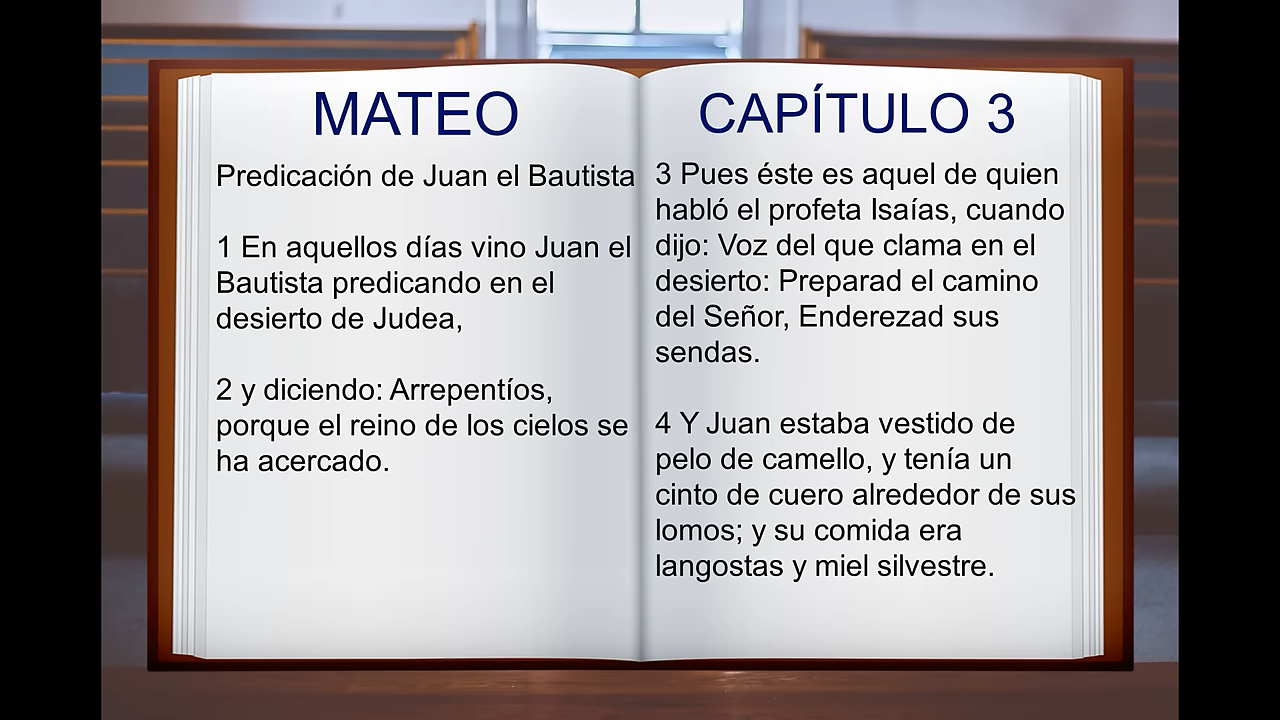 MATEO
Predicación de Juan el Bautista
1 En aquellos días vino Juan el
Bautista predicando en el
desierto de Judea,
2 y diciendo: Arrepentíos,
porque el reino de los cielos se
ha acercado.
CAPÍTULO 3
3 Pues éste es aquel de quien
habló el profeta Isaías, cuando
dijo: Voz del que clama en el
desierto: Preparad el camino
del Señor, Enderezad sus
sendas.
4 Y Juan estaba vestido de
pelo de camello, y tenía un
cinto de cuero alrededor de sus
lomos; y su comida era
langostas y miel silvestre.